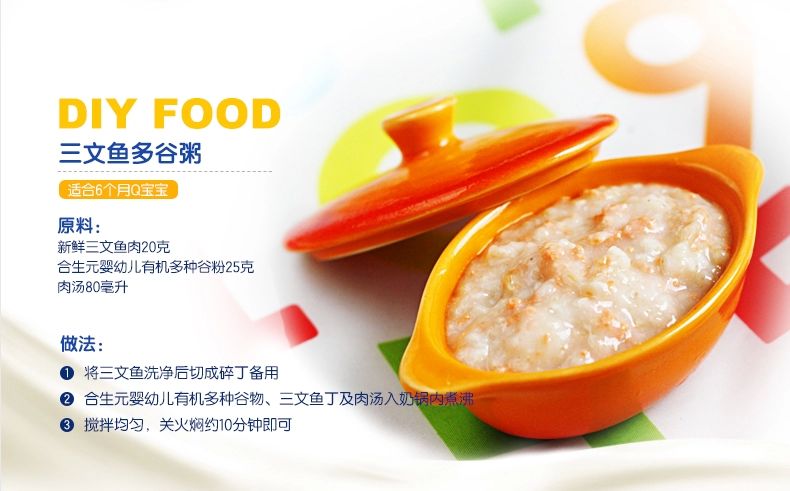 DIY FOOD
三文鱼多谷粥
适合6个月Q宝宝
原料：
新鲜三文鱼肉20克
合生元婴幼儿有机多种谷粉25克
肉汤80毫升
做法：
1 将三文鱼洗净后切成碎丁备用
2 合生元婴幼儿有机多种谷物、三文鱼丁及肉汤入奶锅内煮沸
3 搅拌均匀，关火焖约10分钟即可